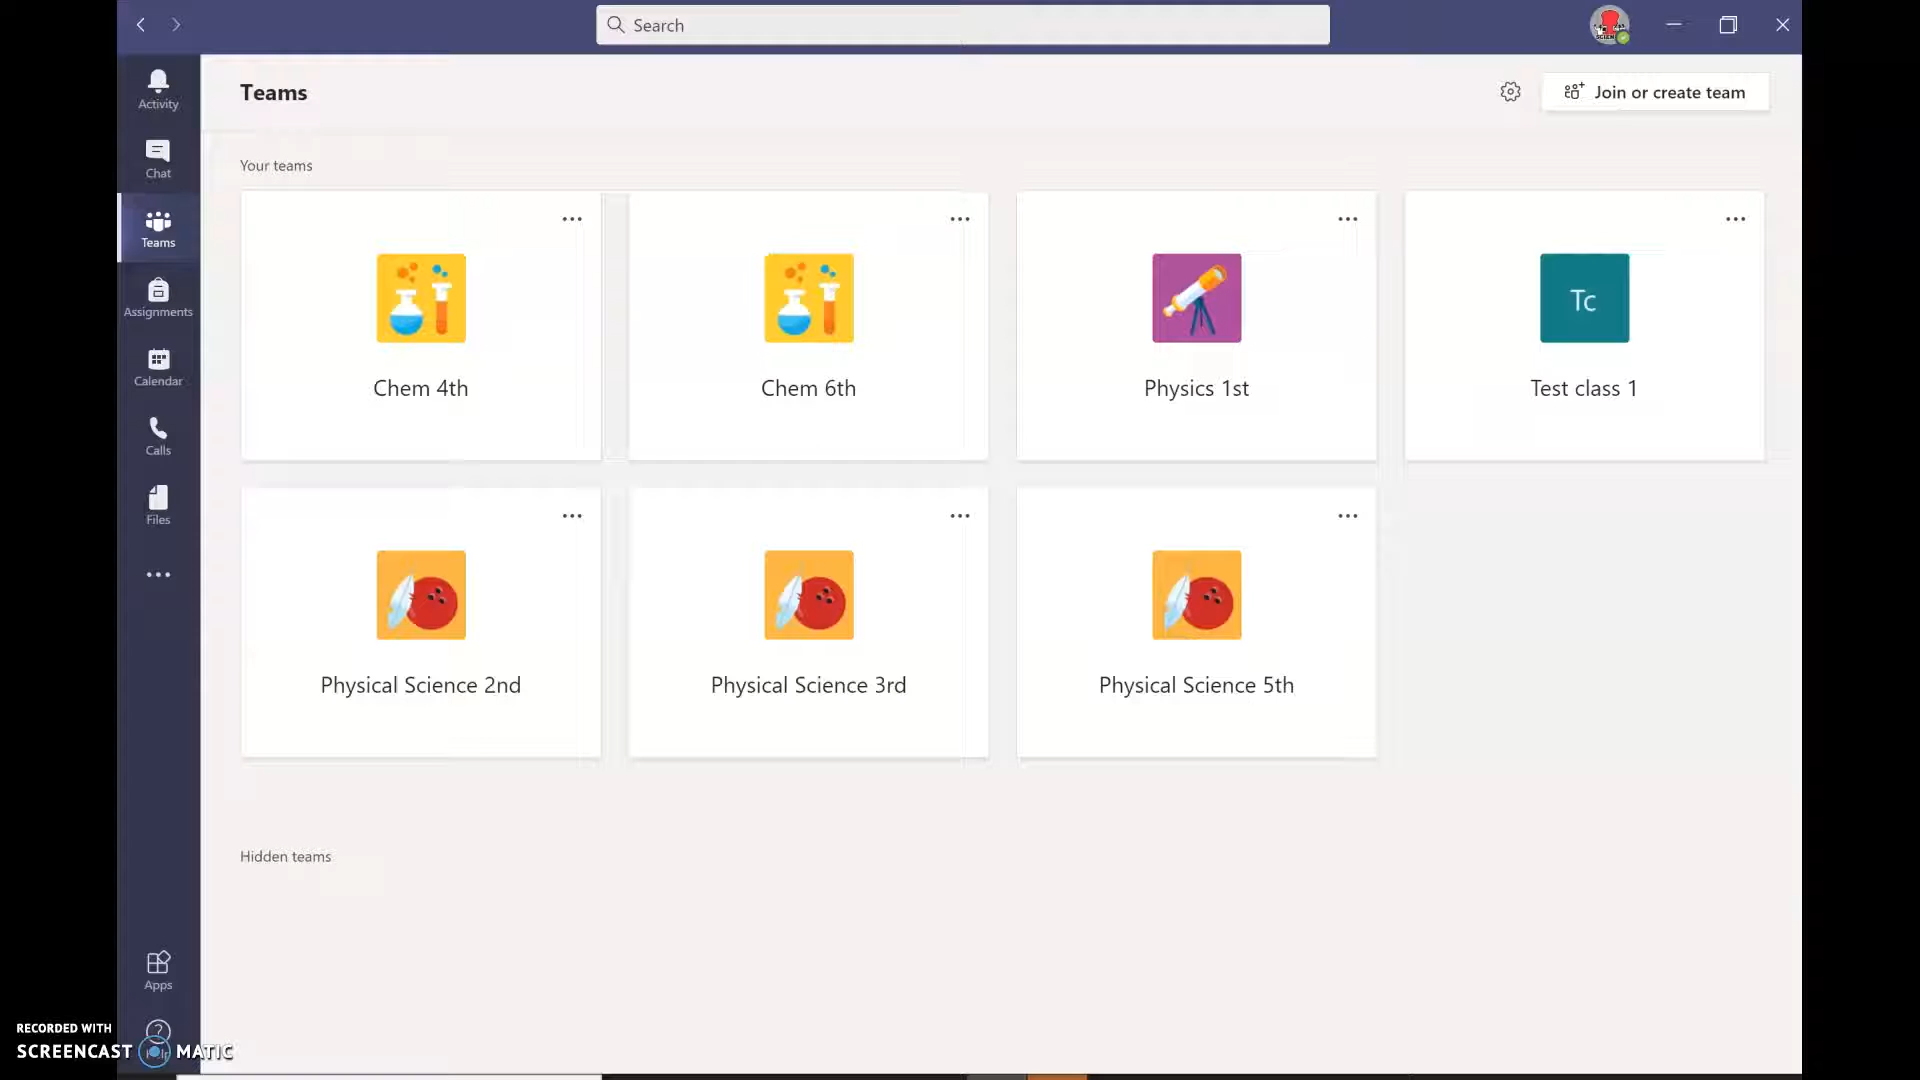 Search
Activity
Chat
Teams
Assignments
Calendar
Calls
Files
Apps
Teams
Join or create team
Your teams
Chem 4th
Chem 6th
Physics 1st
Tc
Test class 1
Physical Science 2nd
Physical Science 3rd
Physical Science 5th
Hidden teams
RECORDED WITH
SCREENCAST MATIC